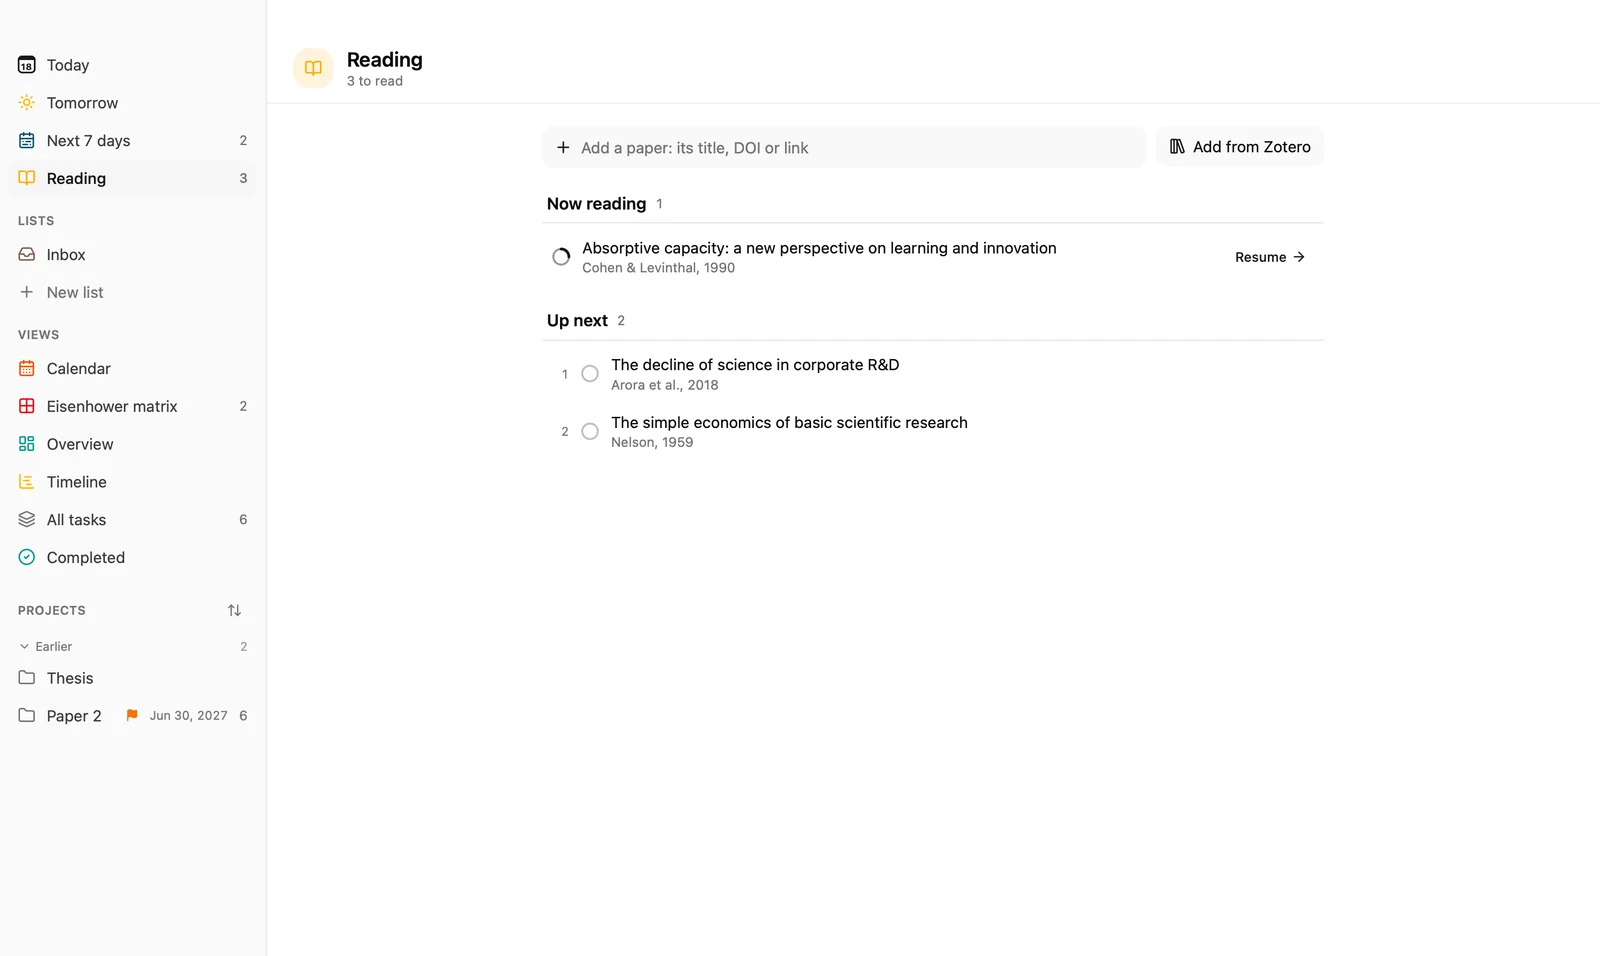 18 Today
Tomorrow
Next 7 days 2
Reading 3
LISTS
Inbox
New list
VIEWS
Calendar
Eisenhower matrix 2
Overview
Timeline
All tasks 6
Completed
PROJECTS
Earlier 2
Thesis
Paper 2 Jun 30, 2027 6
Reading
3 to read
Add a paper: its title, DOI or link
Add from Zotero
Now reading 1
Absorptive capacity: a new perspective on learning and innovation
Cohen & Levinthal, 1990
Resume →
Up next 2
1 The decline of science in corporate R&D
Arora et al., 2018
2 The simple economics of basic scientific research
Nelson, 1959